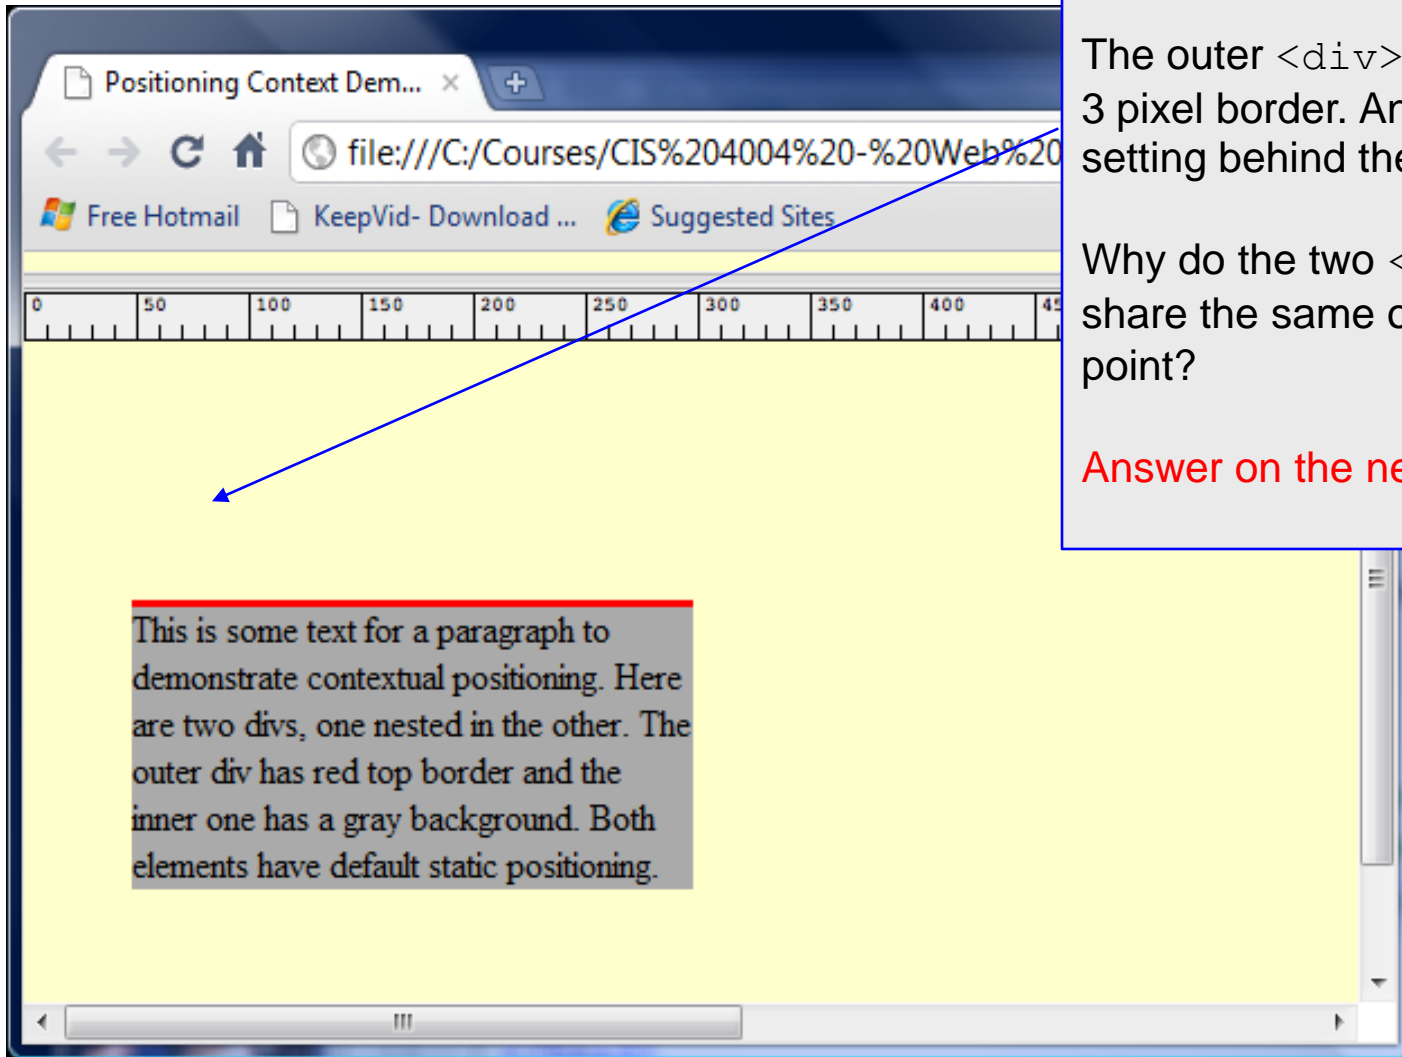 Positioning Context Dem...
file:///C:/Courses/CIS%204004%20-%20Web%20
Free Hotmail KeepVid- Download ... Suggested Sites
0 50 100 150 200 250 300 350 400 45
This is some text for a paragraph to
demonstrate contextual positioning. Here
are two divs, one nested in the other. The
outer div has red top border and the
inner one has a gray background. Both
elements have default static positioning.
The outer <div>
3 pixel border. An
setting behind the
Why do the two <
share the same o
point?
Answer on the ne